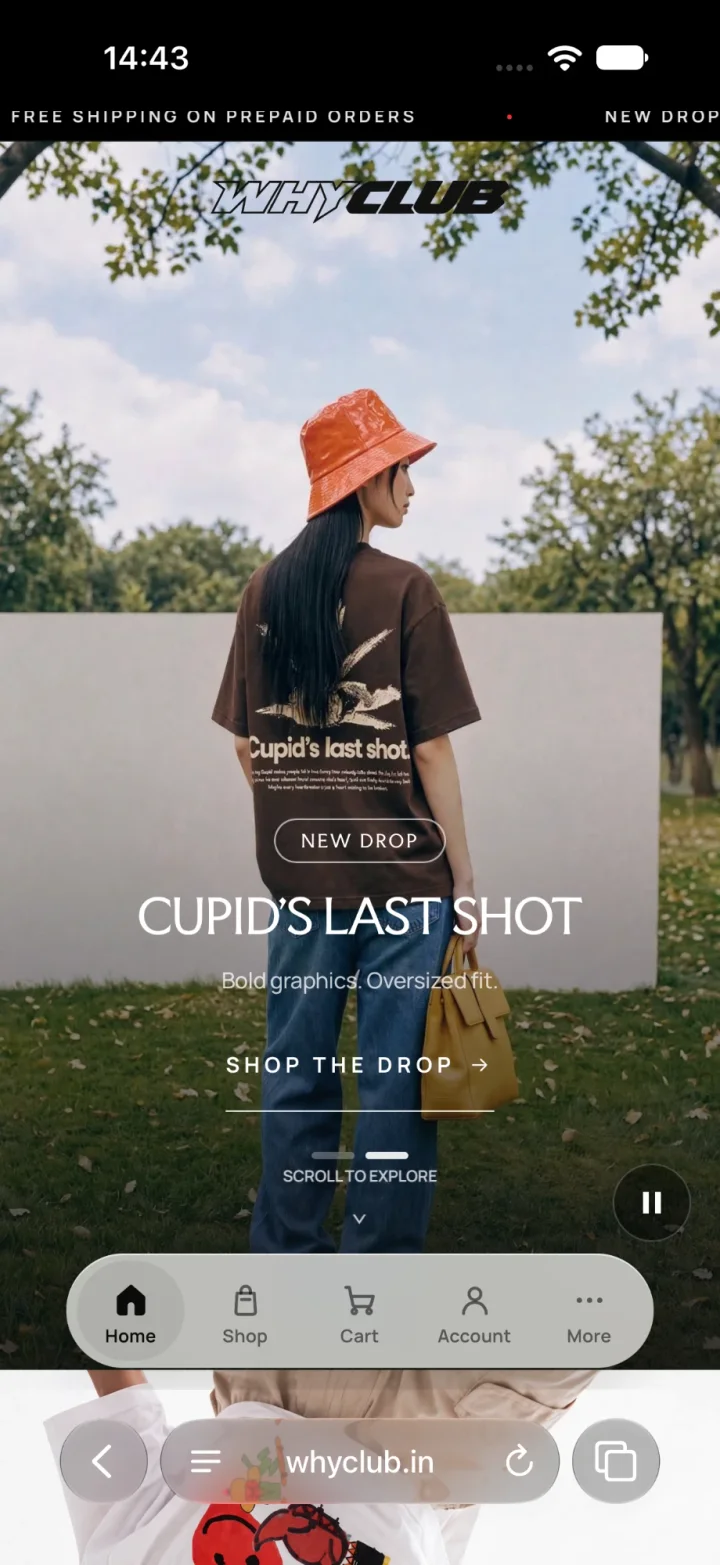 14:43
FREE SHIPPING ON PREPAID ORDERS • NEW DROP
WHYCLUB
Cupid's last shot.
NEW DROP
CUPID'S LAST SHOT
Bold graphics. Oversized fit.
SHOP THE DROP →
SCROLL TO EXPLORE
Home Shop Cart Account More
whyclub.in